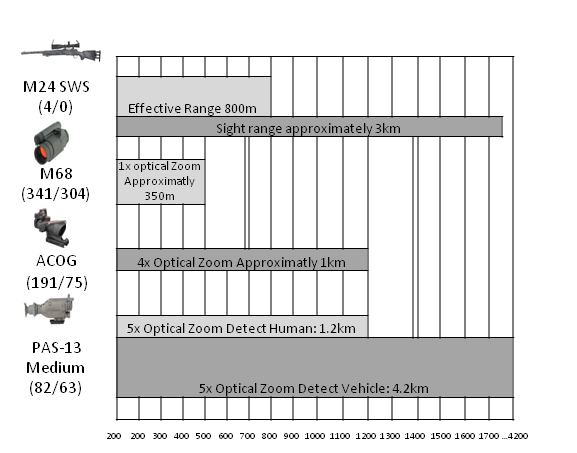 M24 SWS
(4/0)
Effective Range 800m
Sight range approximately 3km
M68
(341/304)
1x optical Zoom
Approximatly
350m
ACOG
(191/75)
4x Optical Zoom Approximatly 1km
PAS-13
Medium
(82/63)
5x Optical Zoom Detect Human: 1.2km
5x Optical Zoom Detect Vehicle: 4.2km
200 300 400 500 600 700 800 900 1000 1100 1200 1300 1400 1500 1600 1700 ...4200